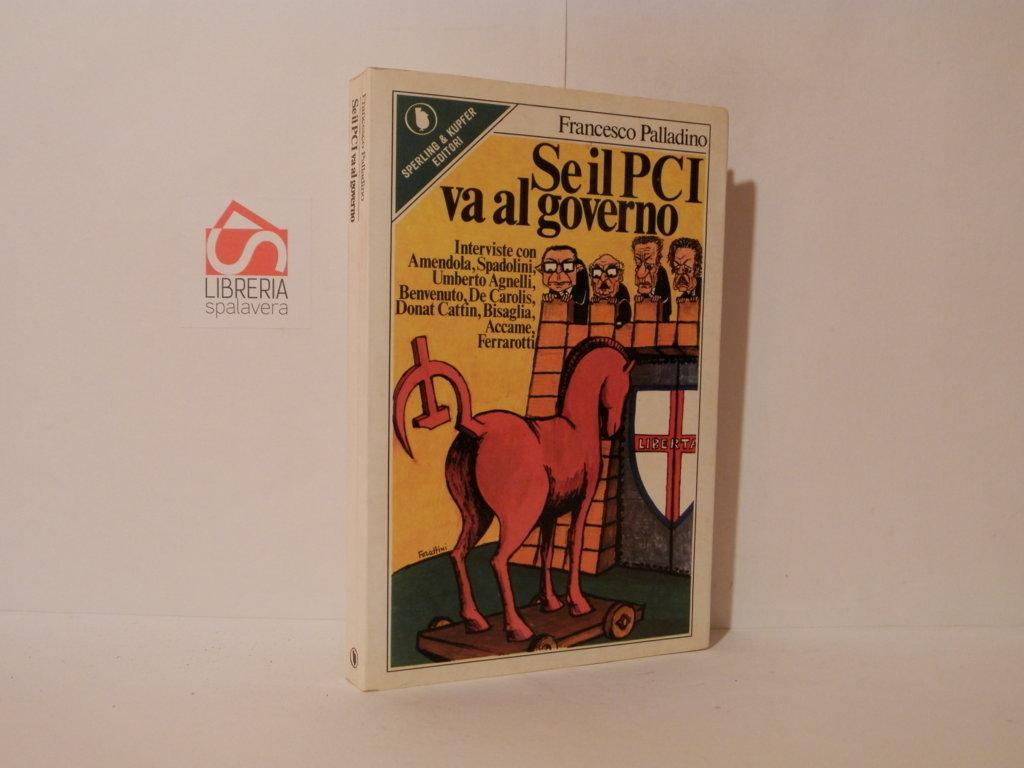 LIBRERIA
spalavera
Francesco Palladino
Se il PCI va al governo
SPERLING & KUPFER
EDITORI
Francesco Palladino
Se il PCI
va al governo
Interviste con
Amendola, Spadolini,
Umberto Agnelli,
Benvenuto, De Carolis,
Donat Cattin, Bisaglia,
Accame,
Ferrarotti
LIBERTA
Forattini